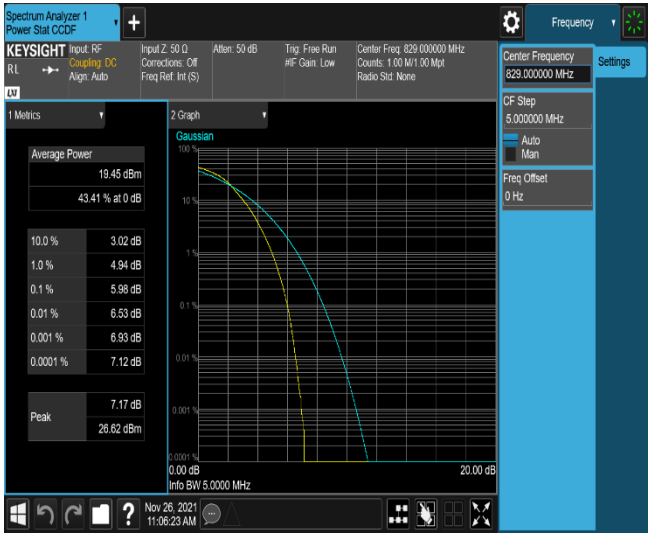 Spectrum Analyzer 1
Power Stat CCDF
Frequency
KEYSIGHT
RL
LXI
Input: RF
Coupling: DC
Align: Auto
Input Z: 50 Ω
Corrections: Off
Freq Ref: Int (S)
Atten: 50 dB
Trig: Free Run
#IF Gain: Low
Center Freq: 829.000000 MHz
Counts: 1.00 M/1.00 Mpt
Radio Std: None
Center Frequency
829.000000 MHz
Settings
CF Step
5.000000 MHz
Auto
Man
Freq Offset
0 Hz
1 Metrics
Average Power
19.45 dBm
43.41 % at 0 dB
10.0 % 3.02 dB
1.0 % 4.94 dB
0.1 % 5.98 dB
0.01 % 6.53 dB
0.001 % 6.93 dB
0.0001 % 7.12 dB
Peak
7.17 dB
26.62 dBm
2 Graph
Gaussian
100 %
10 %
1 %
0.1 %
0.01 %
0.001 %
0.0001 %
0.00 dB
20.00 dB
Info BW 5.0000 MHz
?
Nov 26, 2021
11:06:23 AM